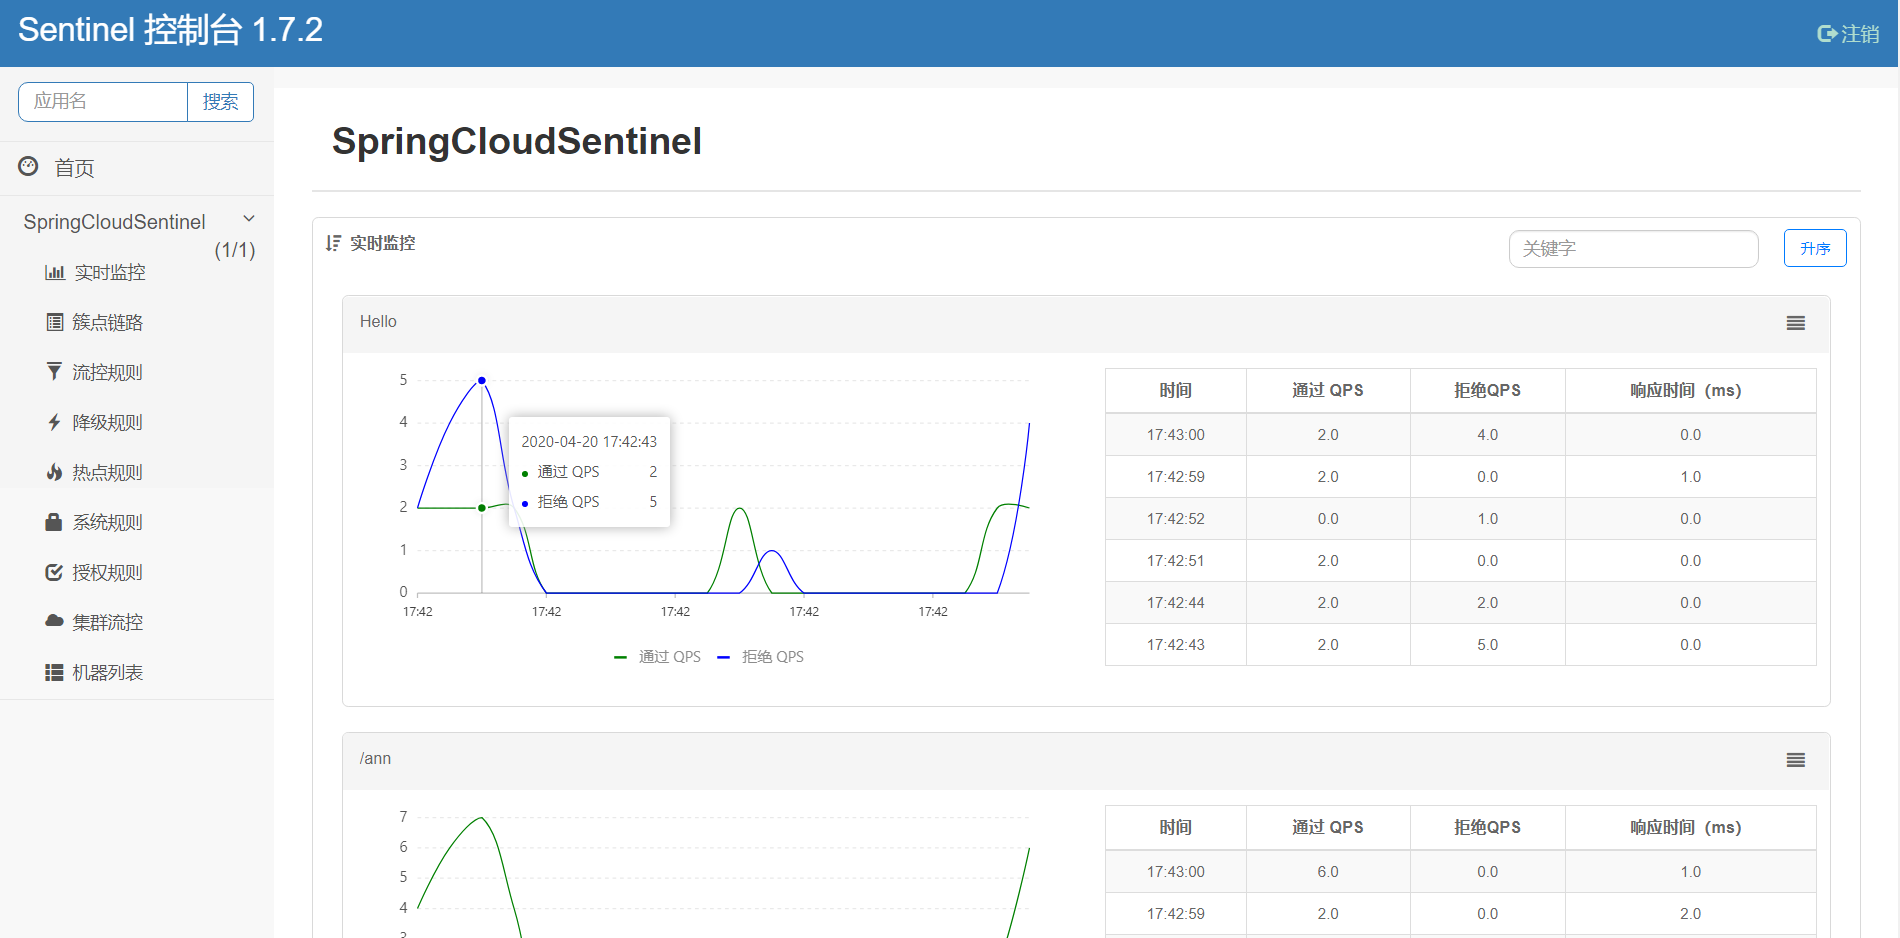 Sentinel 控制台 1.7.2
注销
应用名
搜索
首页
SpringCloudSentinel
(1/1)
实时监控
簇点链路
流控规则
降级规则
热点规则
系统规则
授权规则
集群流控
机器列表
SpringCloudSentinel
实时监控
关键字
升序
Hello
5
4
3
2
1
0
17:42 17:42 17:42 17:42 17:42
2020-04-20 17:42:43
通过 QPS 2
拒绝 QPS 5
通过 QPS 拒绝 QPS
时间 通过 QPS 拒绝QPS 响应时间 (ms)
17:43:00 2.0 4.0 0.0
17:42:59 2.0 0.0 1.0
17:42:52 0.0 1.0 0.0
17:42:51 2.0 0.0 0.0
17:42:44 2.0 2.0 0.0
17:42:43 2.0 5.0 0.0
/ann
7
6
5
4
3
时间 通过 QPS 拒绝QPS 响应时间 (ms)
17:43:00 6.0 0.0 1.0
17:42:59 2.0 0.0 2.0